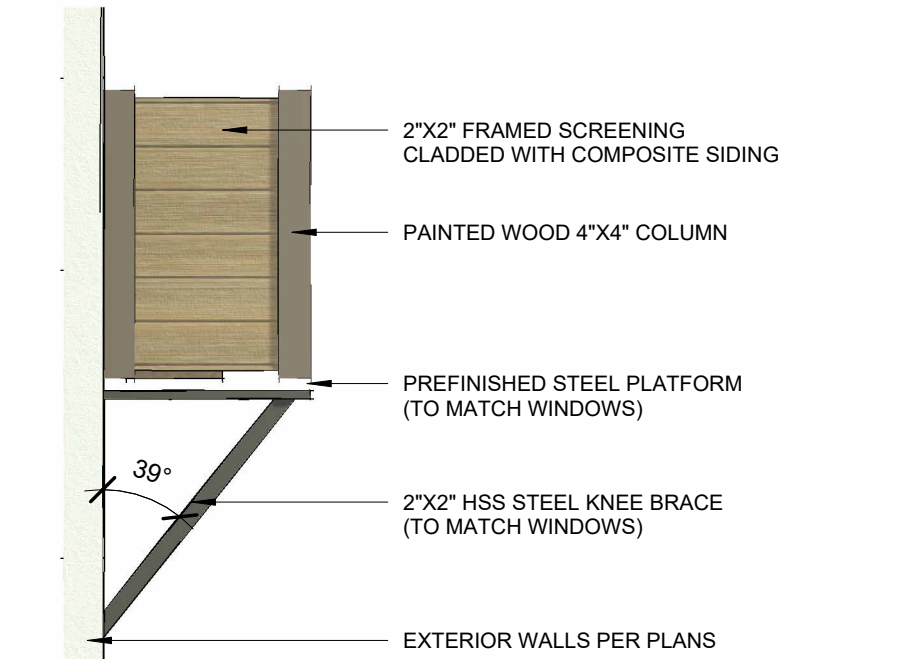 2"X2" FRAMED SCREENING
CLADDED WITH COMPOSITE SIDING
PAINTED WOOD 4"X4" COLUMN
PREFINISHED STEEL PLATFORM
(TO MATCH WINDOWS)
39°
2"X2" HSS STEEL KNEE BRACE
(TO MATCH WINDOWS)
EXTERIOR WALLS PER PLANS